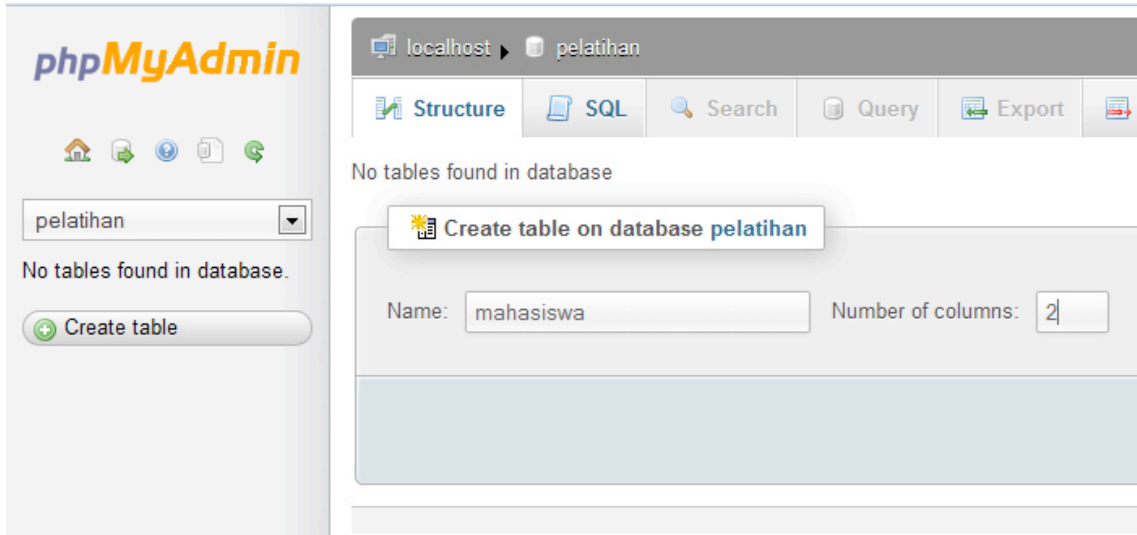 phpMyAdmin
pelatihan
No tables found in database.
Create table
localhost pelatihan
Structure SQL Search Query Export
No tables found in database
Create table on database pelatihan
Name: mahasiswa Number of columns: 2